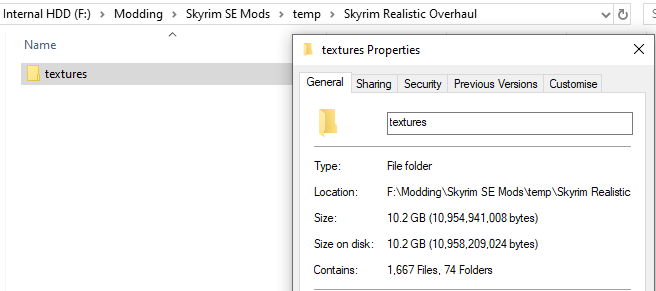 Internal HDD (F:) > Modding > Skyrim SE Mods > temp > Skyrim Realistic Overhaul
Name
textures
textures Properties
General Sharing Security Previous Versions Customise
textures
Type: File folder
Location: F:\Modding\Skyrim SE Mods\temp\Skyrim Realistic
Size: 10.2 GB (10,954,941,008 bytes)
Size on disk: 10.2 GB (10,958,209,024 bytes)
Contains: 1,667 Files, 74 Folders